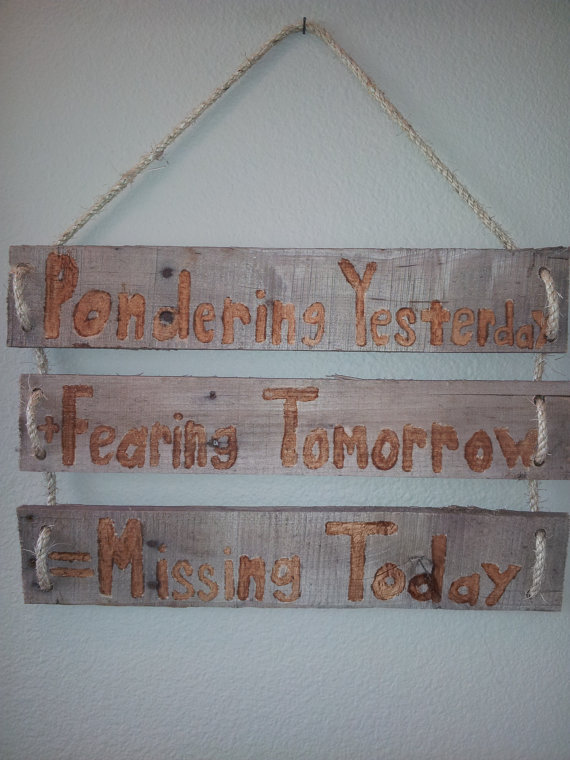 Pondering Yesterday
+Fearing Tomorrow
=Missing Today